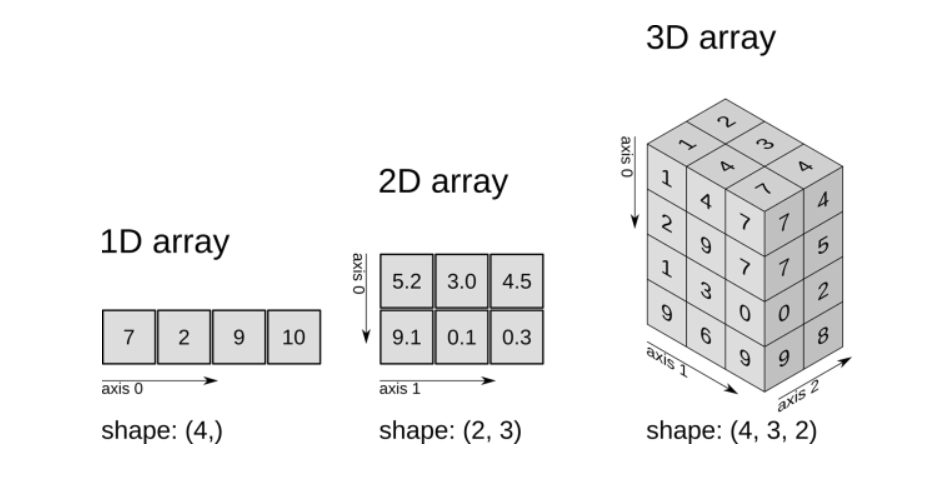 3D array
2D array
1D array
axis 0
1 2
4 3
7 4
1 4 7
2 9 7
1 3 0
9 6 9
7 4
7 5
0 2
9 8
axis 1
axis 2
shape: (4, 3, 2)
axis 0
5.2 3.0 4.5
9.1 0.1 0.3
axis 1
shape: (2, 3)
7 2 9 10
axis 0
shape: (4,)